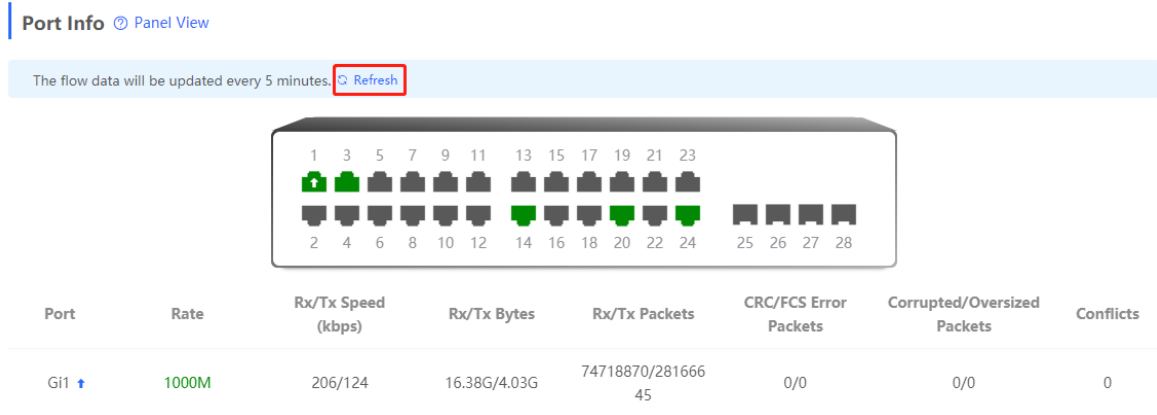 Port Info Panel View
The flow data will be updated every 5 minutes. Refresh
1 3 5 7 9 11 13 15 17 19 21 23
2 4 6 8 10 12 14 16 18 20 22 24 25 26 27 28
Port Rate Rx/Tx Speed (kbps) Rx/Tx Bytes Rx/Tx Packets CRC/FCS Error Packets Corrupted/Oversized Packets Conflicts
Gi1 1000M 206/124 16.38G/4.03G 74718870/28166645 0/0 0/0 0